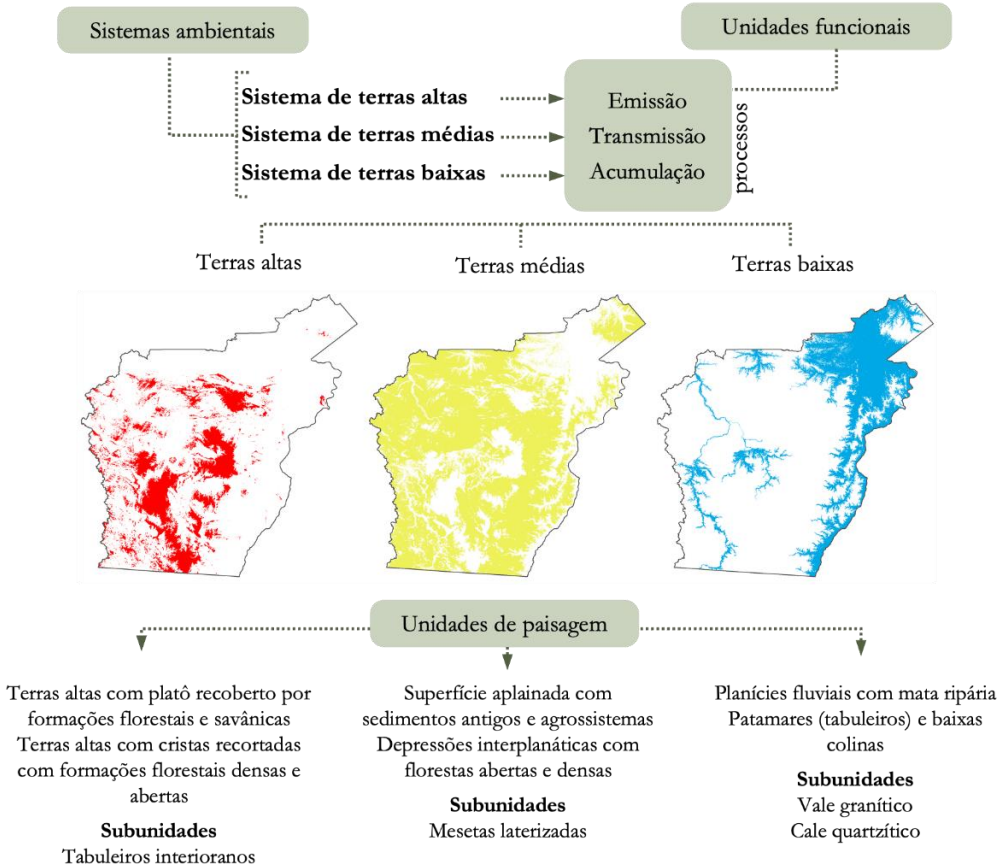 Sistemas ambientais
Unidades funcionais
Sistema de terras altas
Sistema de terras médias
Sistema de terras baixas
Emissão
Transmissão
Acumulação
processos
Terras altas
Terras médias
Terras baixas
Unidades de paisagem
Terras altas com platô recoberto por
formações florestais e savânicas
Terras altas com cristas recortadas
com formações florestais densas e
abertas
Subunidades
Tabuleiros interioranos
Superfície aplainada com
sedimentos antigos e agrossistemas
Depressões interplanáticas com
florestas abertas e densas
Subunidades
Mesetas laterizadas
Planícies fluviais com mata ripária
Patamares (tabuleiros) e baixas
colinas
Subunidades
Vale granítico
Cale quartzítico